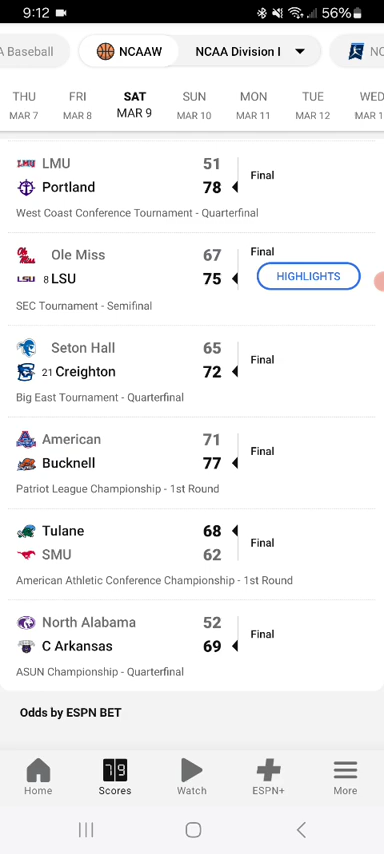 9:12 56%
A Baseball NCAAW NCAA Division I NC
THU FRI SAT SUN MON TUE WED
MAR 7 MAR 8 MAR 9 MAR 10 MAR 11 MAR 12 MAR 1
LMU 51
Final
Portland 78
West Coast Conference Tournament - Quarterfinal
Ole Miss 67 Final
8 LSU 75 HIGHLIGHTS
SEC Tournament - Semifinal
Seton Hall 65
Final
21 Creighton 72
Big East Tournament - Quarterfinal
American 71
Final
Bucknell 77
Patriot League Championship - 1st Round
Tulane 68
Final
SMU 62
American Athletic Conference Championship - 1st Round
North Alabama 52
Final
C Arkansas 69
ASUN Championship - Quarterfinal
Odds by ESPN BET
79
Home Scores Watch ESPN+ More